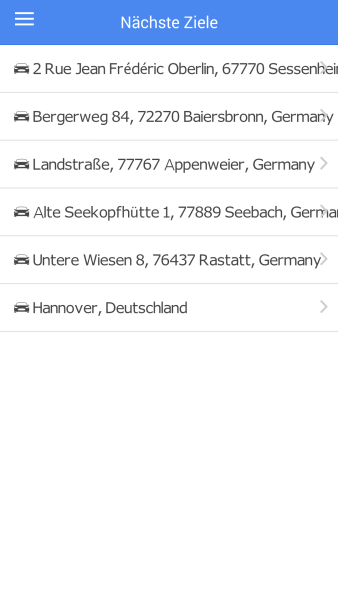 Nächste Ziele
2 Rue Jean Frédéric Oberlin, 67770 Sessenhei
Bergerweg 84, 72270 Baiersbronn, Germany
Landstraße, 77767 Appenweier, Germany
Alte Seekopfhütte 1, 77889 Seebach, German
Untere Wiesen 8, 76437 Rastatt, Germany
Hannover, Deutschland